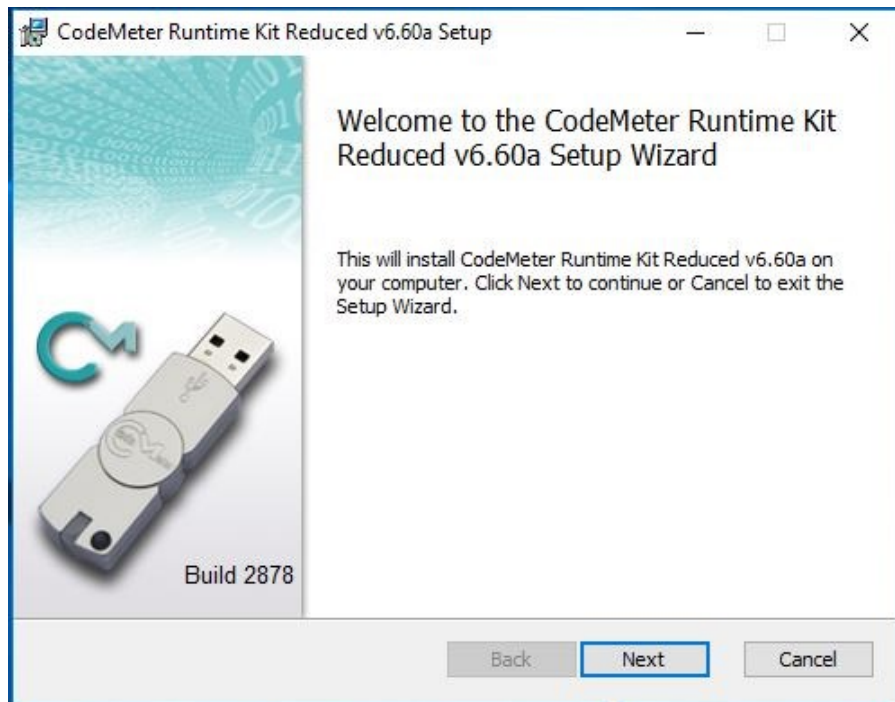 CodeMeter Runtime Kit Reduced v6.60a Setup
Welcome to the CodeMeter Runtime Kit
Reduced v6.60a Setup Wizard
This will install CodeMeter Runtime Kit Reduced v6.60a on
your computer. Click Next to continue or Cancel to exit the
Setup Wizard.
CM
Build 2878
Back
Next
Cancel